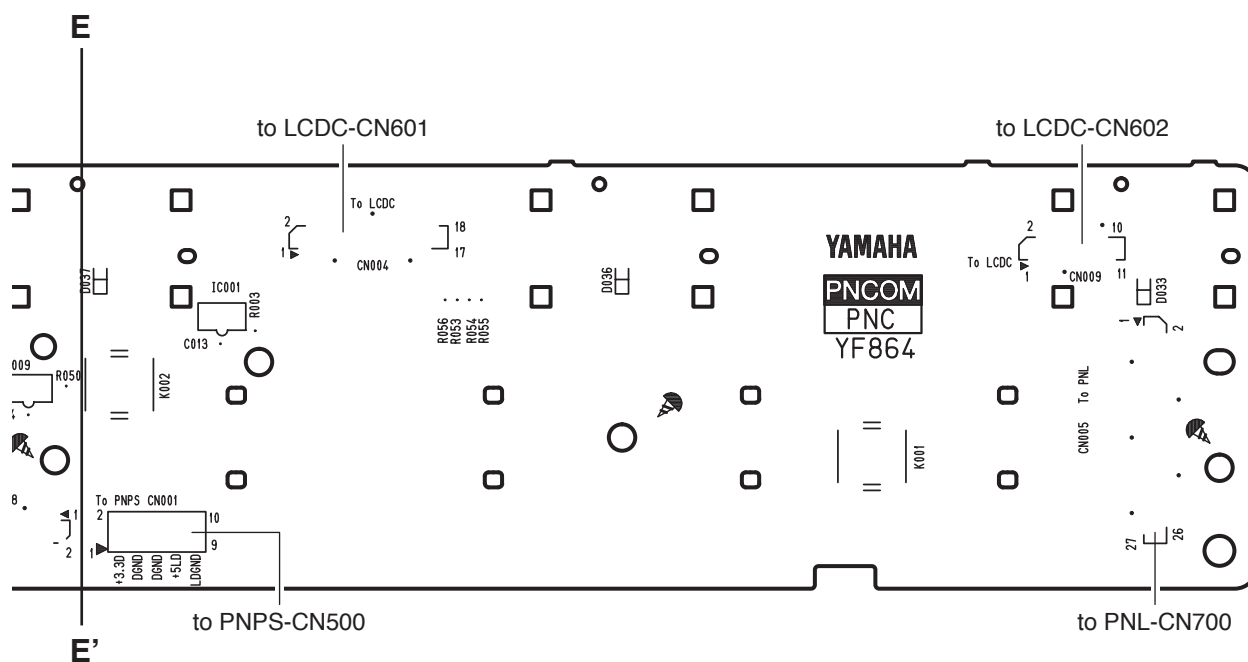 E
to LCDC-CN601
to LCDC-CN602
To LCDC
2
18
1
17
CN004
YAMAHA
PNCOM
PNC
YF864
2
10
To LCDC
1
CN009
11
D037
IC001
R003
C013
R056
R053
R054
R055
D036
D033
1
2
009
R050
K002
K001
CN005 To PNL
8
1
2
To PNPS CN001
2
10
1
9
+3.3D
DGND
DGND
+5LD
LDGND
27
26
to PNPS-CN500
to PNL-CN700
E'